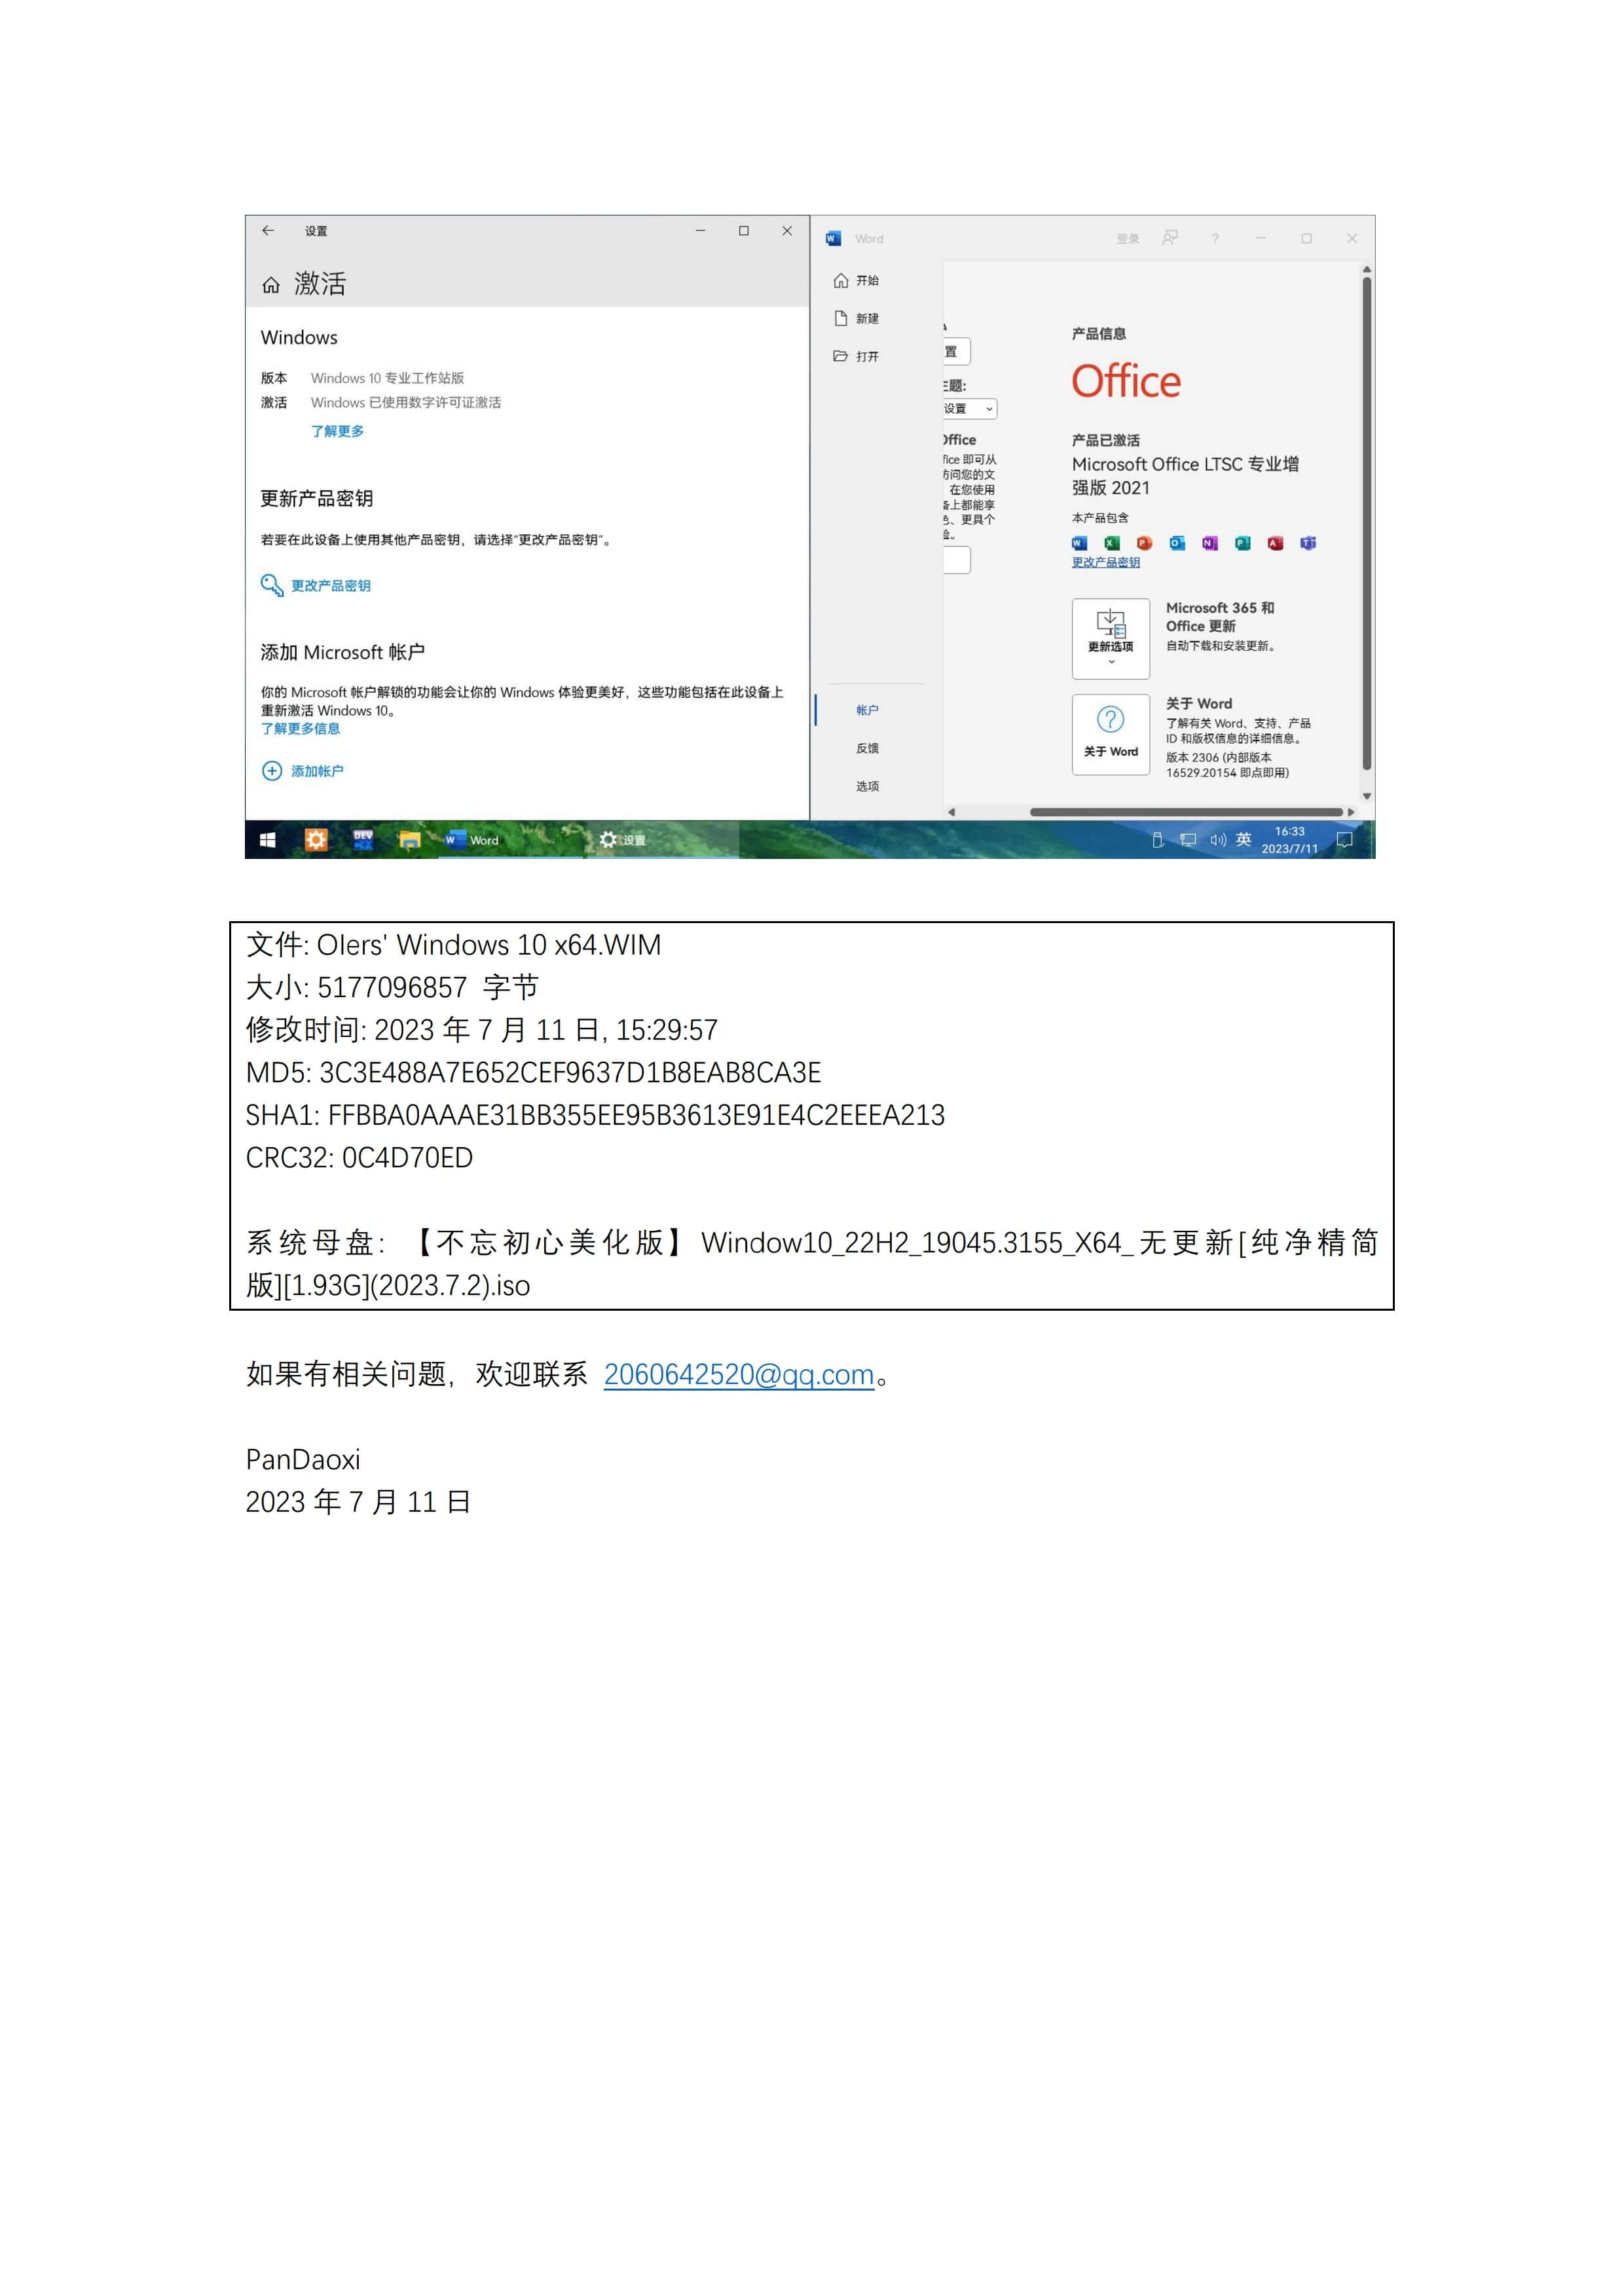 设置
激活
Windows
版本 Windows 10 专业工作站版
激活 Windows 已使用数字许可证激活
了解更多
更新产品密钥
若要在此设备上使用其他产品密钥，请选择“更改产品密钥”。
更改产品密钥
添加 Microsoft 帐户
你的 Microsoft 帐户解锁的功能会让你的 Windows 体验更美好，这些功能包括在此设备上
重新激活 Windows 10。
了解更多信息
添加帐户
Word
登录
开始
新建
打开
帐户
反馈
选项
置
主题:
设置
Office
fice 即可从
访问您的文
在您使用
备上都能享
色、更具个
验。
产品信息
Office
产品已激活
Microsoft Office LTSC 专业增
强版 2021
本产品包含
更改产品密钥
更新选项
Microsoft 365 和
Office 更新
自动下载和安装更新。
关于 Word
关于 Word
了解有关 Word、支持、产品
ID 和版权信息的详细信息。
版本 2306 (内部版本
16529.20154 即点即用)
DEV
Word
设置
英
16:33
2023/7/11
文件: OIers' Windows 10 x64.WIM
大小: 5177096857 字节
修改时间: 2023 年 7 月 11 日, 15:29:57
MD5: 3C3E488A7E652CEF9637D1B8EAB8CA3E
SHA1: FFBBA0AAAE31BB355EE95B3613E91E4C2EEEA213
CRC32: 0C4D70ED
系统母盘：【不忘初心美化版】Window10_22H2_19045.3155_X64_无更新[纯净精简
版][1.93G](2023.7.2).iso
如果有相关问题，欢迎联系 2060642520@qq.com。
PanDaoxi
2023 年 7 月 11 日